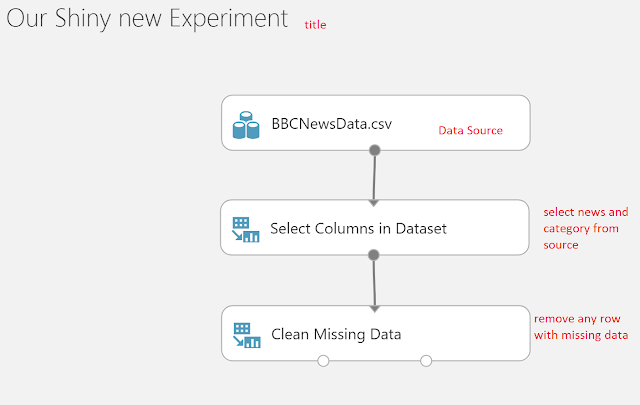 Our Shiny new Experiment title
BBCNewsData.csv Data Source
Select Columns in Dataset
select news and
category from
source
Clean Missing Data
remove any row
with missing data